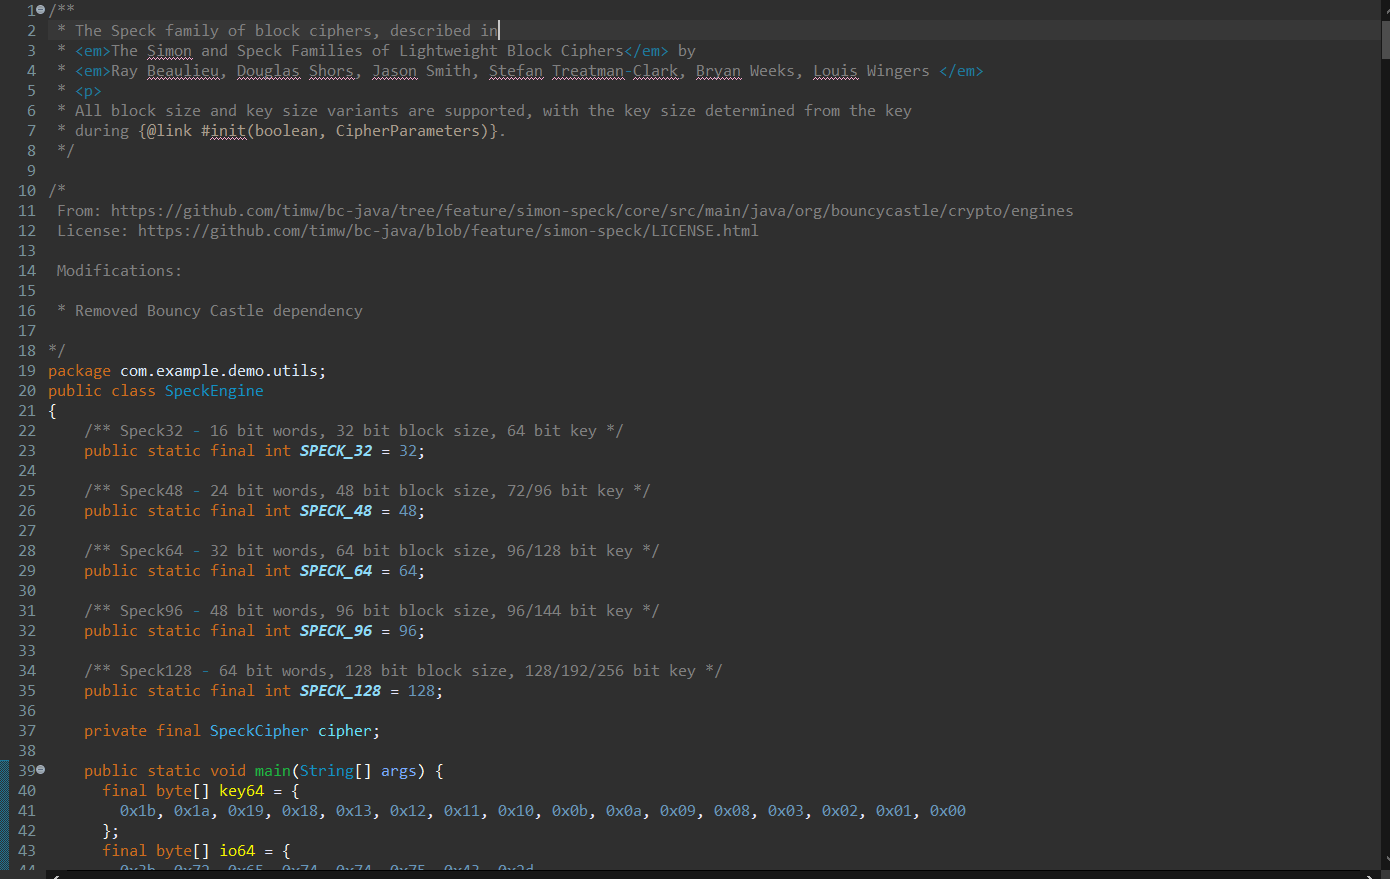 1 /**
2 * The Speck family of block ciphers, described in
3 * <em>The Simon and Speck Families of Lightweight Block Ciphers</em> by
4 * <em>Ray Beaulieu, Douglas Shors, Jason Smith, Stefan Treatman-Clark, Bryan Weeks, Louis Wingers </em>
5 * <p>
6 * All block size and key size variants are supported, with the key size determined from the key
7 * during {@link #init(boolean, CipherParameters)}.
8 */
9
10 /*
11 From: https://github.com/timw/bc-java/tree/feature/simon-speck/core/src/main/java/org/bouncycastle/crypto/engines
12 License: https://github.com/timw/bc-java/blob/feature/simon-speck/LICENSE.html
13
14 Modifications:
15
16 * Removed Bouncy Castle dependency
17
18 */
19 package com.example.demo.utils;
20 public class SpeckEngine
21 {
22 /** Speck32 - 16 bit words, 32 bit block size, 64 bit key */
23 public static final int SPECK_32 = 32;
24
25 /** Speck48 - 24 bit words, 48 bit block size, 72/96 bit key */
26 public static final int SPECK_48 = 48;
27
28 /** Speck64 - 32 bit words, 64 bit block size, 96/128 bit key */
29 public static final int SPECK_64 = 64;
30
31 /** Speck96 - 48 bit words, 96 bit block size, 96/144 bit key */
32 public static final int SPECK_96 = 96;
33
34 /** Speck128 - 64 bit words, 128 bit block size, 128/192/256 bit key */
35 public static final int SPECK_128 = 128;
36
37 private final SpeckCipher cipher;
38
39 public static void main(String[] args) {
40 final byte[] key64 = {
41 0x1b, 0x1a, 0x19, 0x18, 0x13, 0x12, 0x11, 0x10, 0x0b, 0x0a, 0x09, 0x08, 0x03, 0x02, 0x01, 0x00
42 };
43 final byte[] io64 = {
44 0x3b, 0x72, 0x65, 0x74, 0x74, 0x75, 0x43, 0x2d